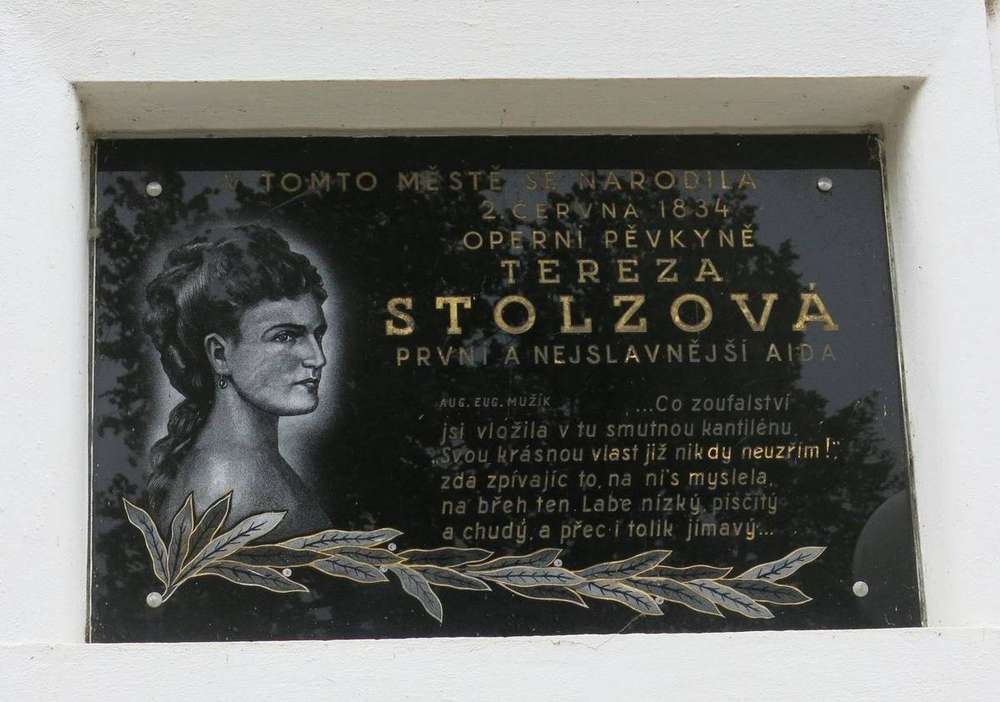 V TOMTO MĚSTĚ SE NARODILA
2. ČERVNA 1834
OPERNÍ PĚVKYNĚ
TEREZA
STOLZOVÁ
PRVNÍ A NEJSLAVNĚJŠÍ AIDA
AUG. EUG. MUŽÍK ...Co zoufalství
jsi vložila v tu smutnou kantilénu
„Svou krásnou vlast již nikdy neuzřím!",
zda zpívajíc to, na ni's myslela,
na břeh ten Labe nízký, písčitý
a chudý, a přec i tolik jímavý...